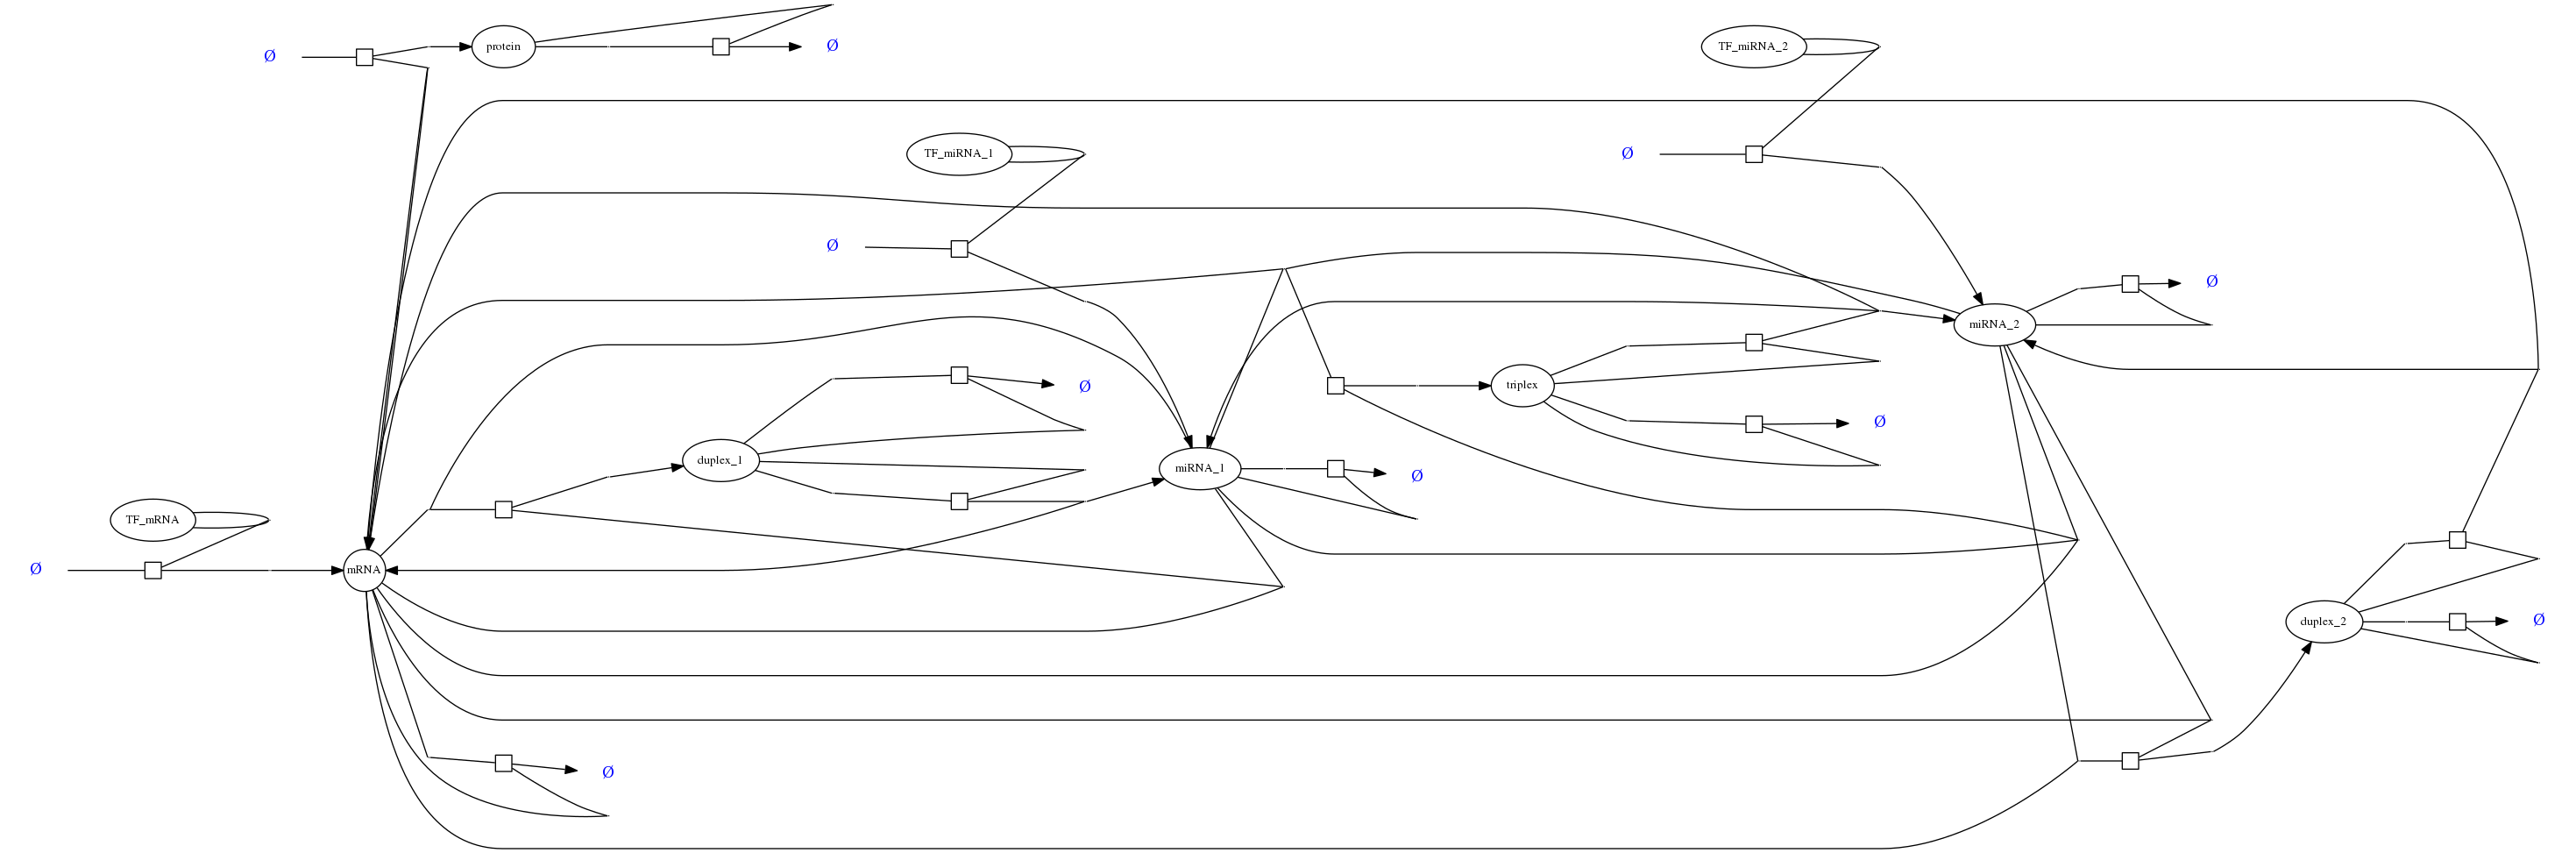 protein
Ø
Ø
TF_miRNA_2
TF_miRNA_1
Ø
Ø
Ø
miRNA_2
triplex
Ø
Ø
duplex_1
miRNA_1
Ø
TF_mRNA
Ø
mRNA
duplex_2
Ø
Ø